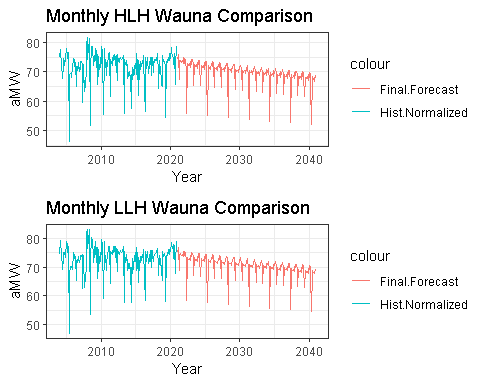 Monthly HLH Wauna Comparison
80
70
60
50
aMW
2010
2020
2030
2040
Year
colour
Final.Forecast
Hist.Normalized
Monthly LLH Wauna Comparison
80
70
60
50
aMW
2010
2020
2030
2040
Year
colour
Final.Forecast
Hist.Normalized